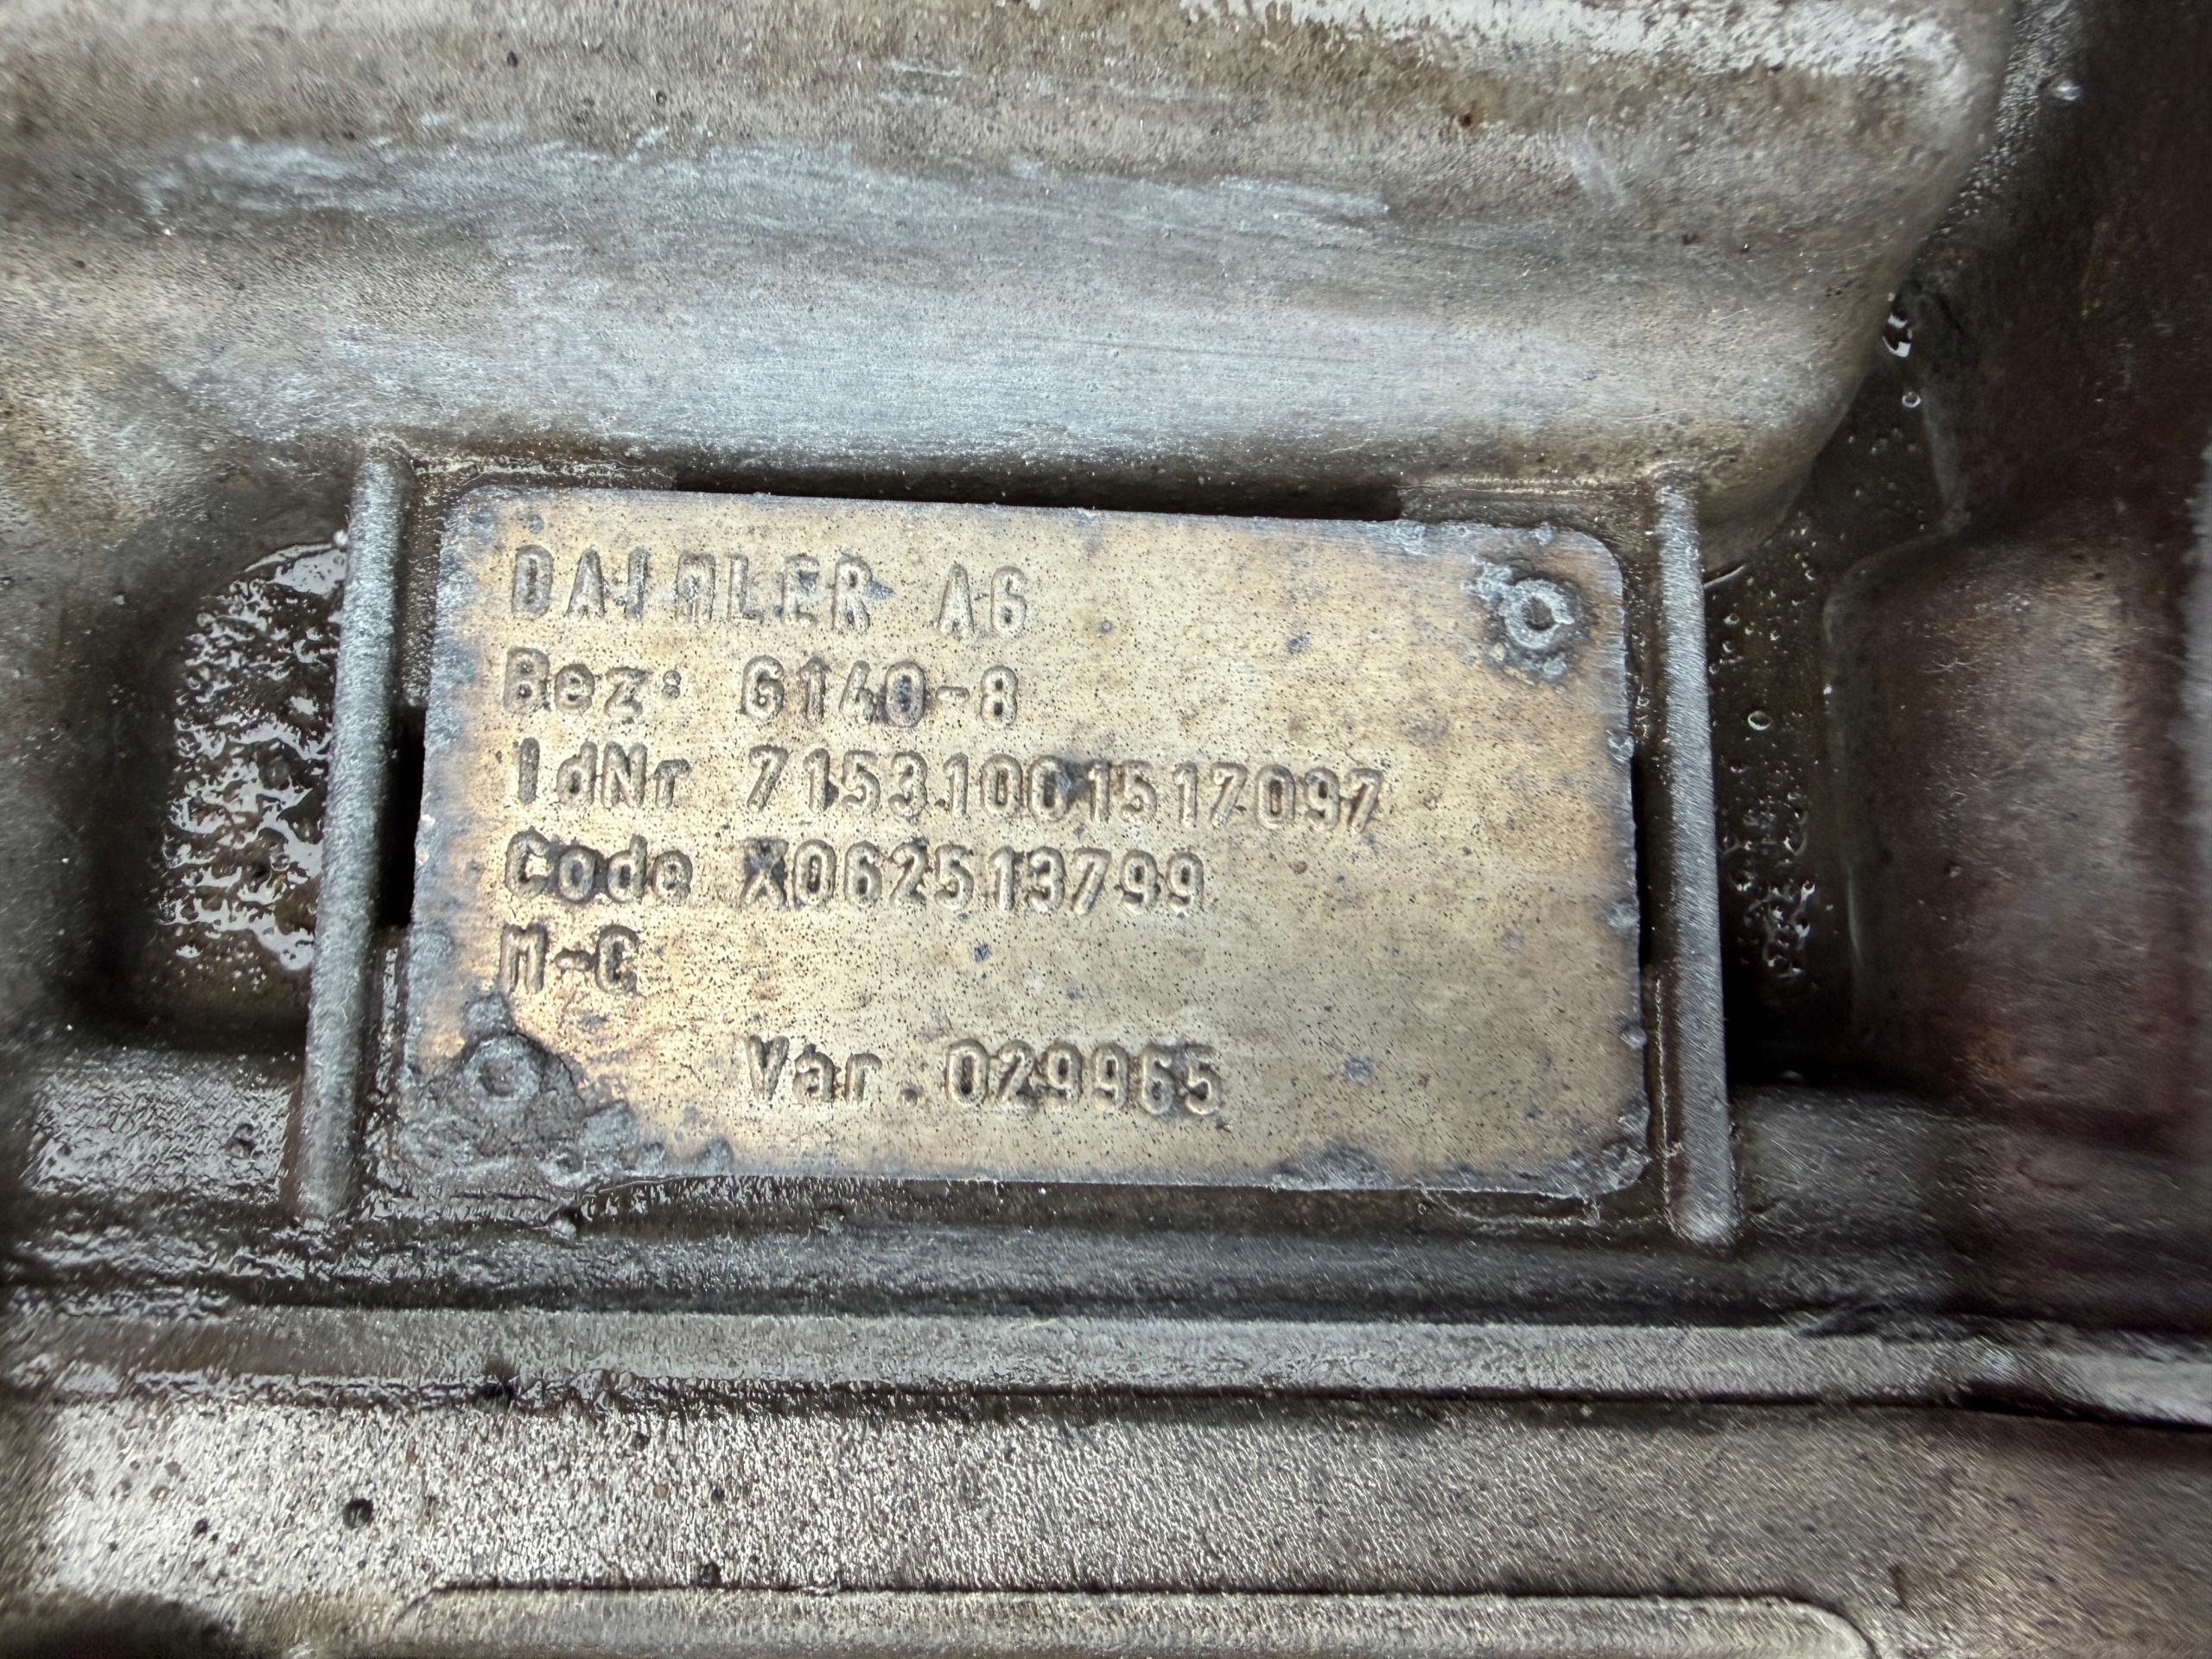 DAIMLER AG
Bez: G140-8
IdNr 71531001517097
Code X062513799
M-C
Var.029965